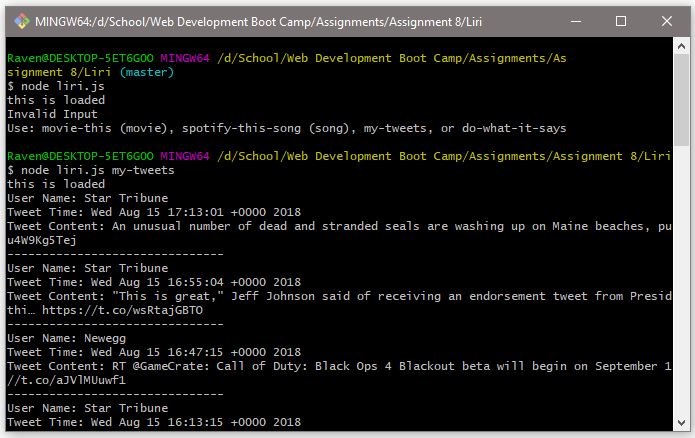 MINGW64:/d/School/Web Development Boot Camp/Assignments/Assignment 8/Liri
Raven@DESKTOP-5ET6GOO MINGW64 /d/School/Web Development Boot Camp/Assignments/As
signment 8/Liri (master)
$ node liri.js
this is loaded
Invalid Input
Use: movie-this (movie), spotify-this-song (song), my-tweets, or do-what-it-says
Raven@DESKTOP-5ET6GOO MINGW64 /d/School/Web Development Boot Camp/Assignments/Assignment 8/Liri
$ node liri.js my-tweets
this is loaded
User Name: Star Tribune
Tweet Time: Wed Aug 15 17:13:01 +0000 2018
Tweet Content: An unusual number of dead and stranded seals are washing up on Maine beaches, pu
u4W9Kg5Tej
------------------------------
User Name: Star Tribune
Tweet Time: Wed Aug 15 16:55:04 +0000 2018
Tweet Content: "This is great," Jeff Johnson said of receiving an endorsement tweet from Presid
thi… https://t.co/wsRtajGBTO
------------------------------
User Name: Newegg
Tweet Time: Wed Aug 15 16:47:15 +0000 2018
Tweet Content: RT @GameCrate: Call of Duty: Black Ops 4 Blackout beta will begin on September 1
//t.co/aJVlMUuwf1
------------------------------
User Name: Star Tribune
Tweet Time: Wed Aug 15 16:13:15 +0000 2018